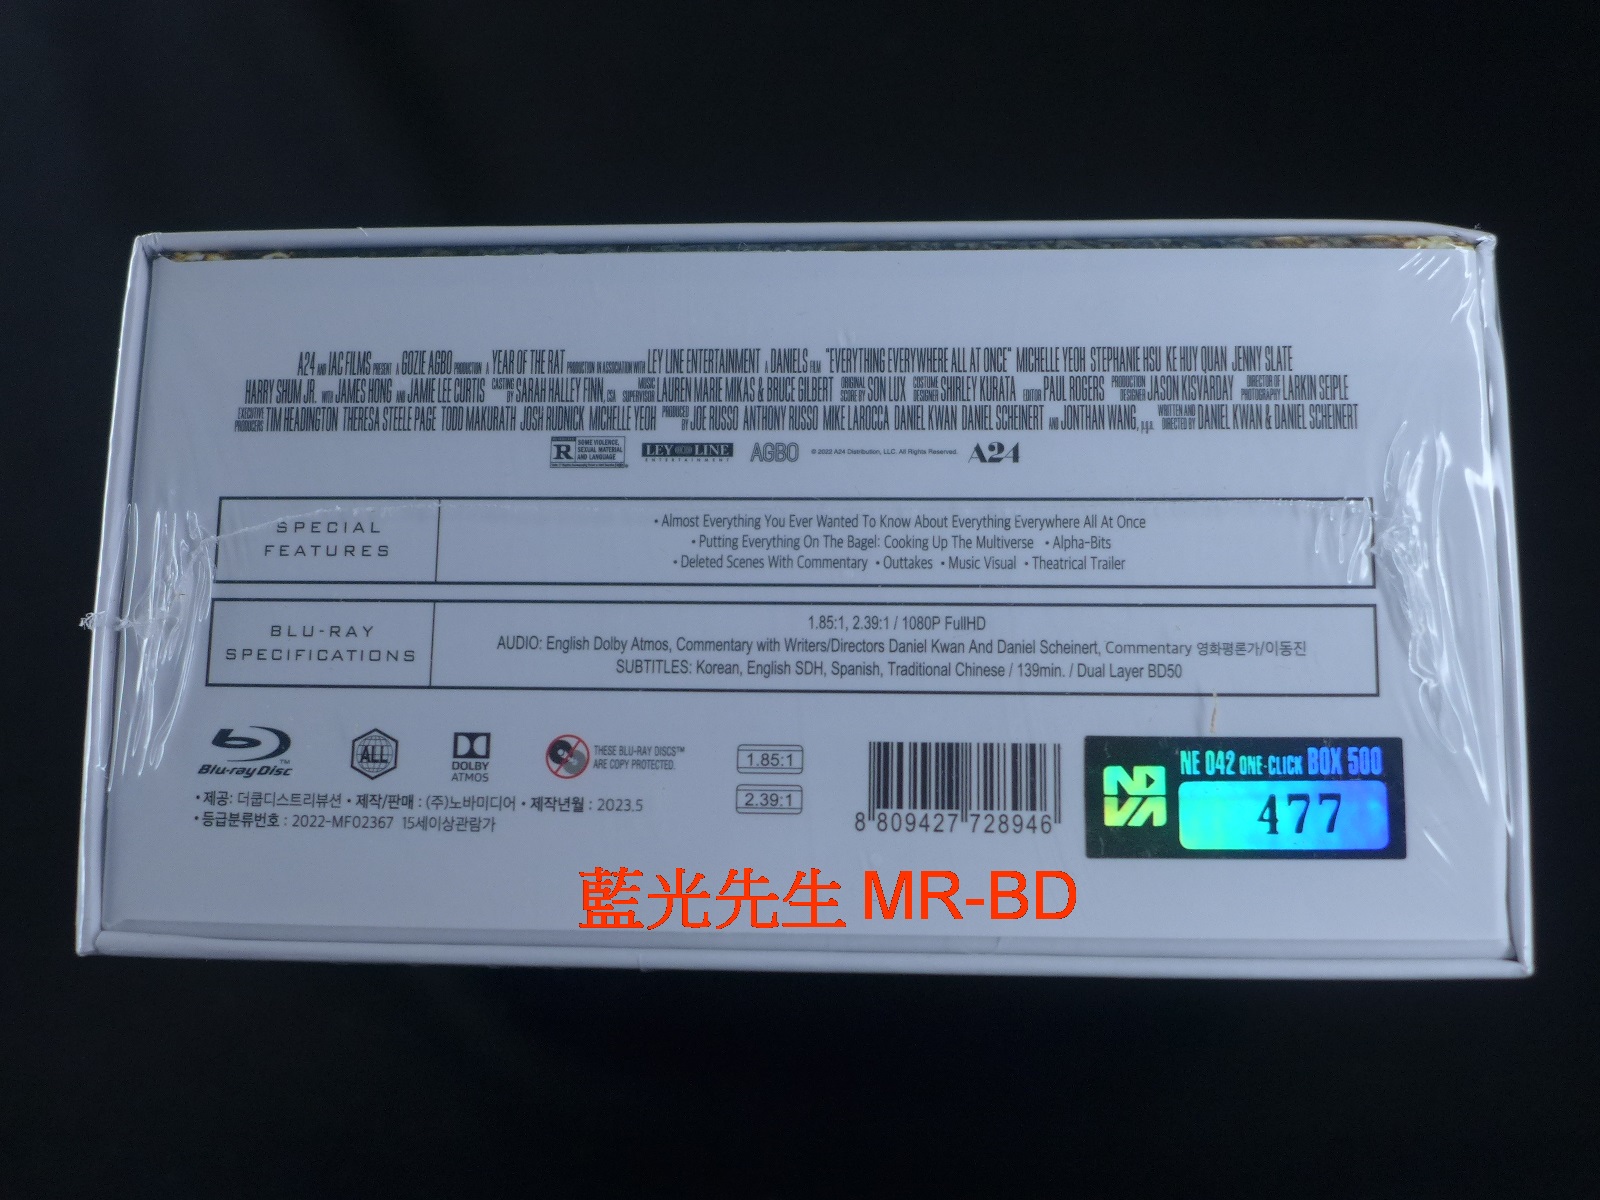 A24 AND IAC FILMS PRESENT A GOZIE AGBO PRODUCTION A YEAR OF THE RAT PRODUCTION IN ASSOCIATION WITH LEY LINE ENTERTAINMENT A DANIELS FILM "EVERYTHING EVERYWHERE ALL AT ONCE" MICHELLE YEOH STEPHANIE HSU KE HUY QUAN JENNY SLATE
HARRY SHUM JR. WITH JAMES HONG AND JAMIE LEE CURTIS CASTING BY SARAH HALLEY FINN, CSA MUSIC SUPERVISOR LAUREN MARIE MIKAS & BRUCE GILBERT ORIGINAL SCORE BY SON LUX COSTUME DESIGNER SHIRLEY KURATA EDITOR PAUL ROGERS PRODUCTION DESIGNER JASON KISVARDAY DIRECTOR OF PHOTOGRAPHY LARKIN SEIPLE
EXECUTIVE PRODUCERS TIM HEADINGTON THERESA STEELE PAGE TODD MAKURATH JOSH RUDNICK MICHELLE YEOH PRODUCED BY JOE RUSSO ANTHONY RUSSO MIKE LAROCCA DANIEL KWAN DANIEL SCHEINERT AND JONTHAN WANG, p.g.a. WRITTEN AND DIRECTED BY DANIEL KWAN & DANIEL SCHEINERT
R SOME VIOLENCE, SEXUAL MATERIAL AND LANGUAGE LEY LINE ENTERTAINMENT AGBO © 2022 A24 Distribution, LLC. All Rights Reserved. A24
SPECIAL FEATURES
• Almost Everything You Ever Wanted To Know About Everything Everywhere All At Once
• Putting Everything On The Bagel: Cooking Up The Multiverse • Alpha-Bits
• Deleted Scenes With Commentary • Outtakes • Music Visual • Theatrical Trailer
BLU-RAY SPECIFICATIONS
1.85:1, 2.39:1 / 1080P FullHD
AUDIO: English Dolby Atmos, Commentary with Writers/Directors Daniel Kwan And Daniel Scheinert, Commentary 영화평론가/이동진
SUBTITLES: Korean, English SDH, Spanish, Traditional Chinese / 139min. / Dual Layer BD50
Blu-ray Disc™
ALL
DOLBY ATMOS
THESE BLU-RAY DISCS™
ARE COPY PROTECTED.
1.85:1
2.39:1
• 제공: 더쿱디스트리뷰션 • 제작/판매 : (주)노바미디어 • 제작년월 : 2023.5
• 등급분류번호 : 2022-MF02367 15세이상관람가
8 809427 728946
NOVA
NE 042 ONE-CLICK BOX 500
477
藍光先生 MR-BD